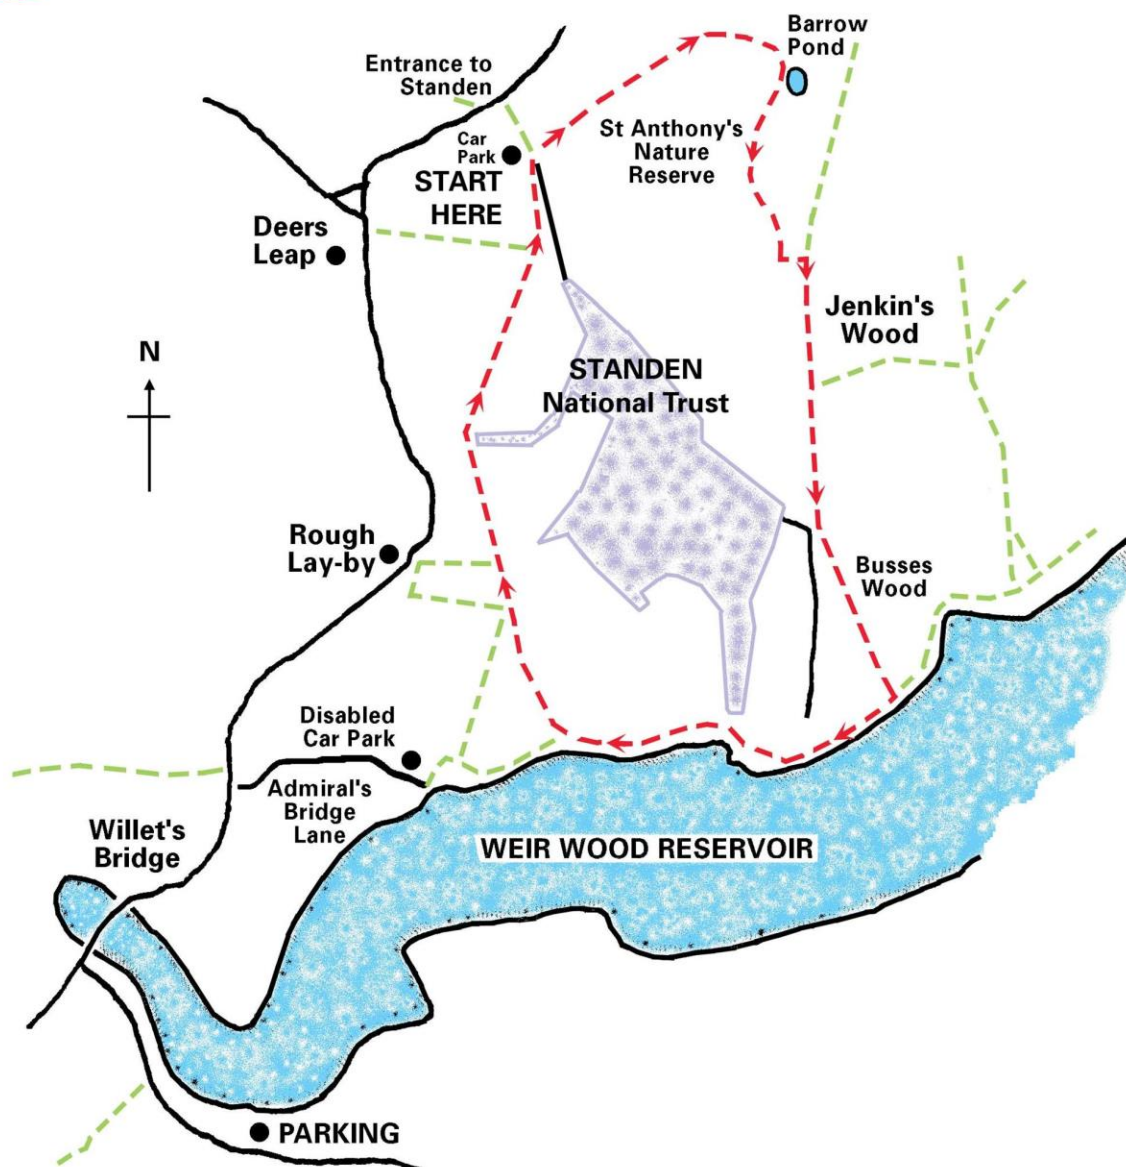 Barrow
Pond
Entrance to
Standen
St Anthony's
Nature
Reserve
Car
Park
START
HERE
Deers
Leap
Jenkin's
Wood
N
STANDEN
National Trust
Rough
Lay-by
Busses
Wood
Disabled
Car Park
Admiral's
Bridge
Lane
Willet's
Bridge
WEIR WOOD RESERVOIR
PARKING